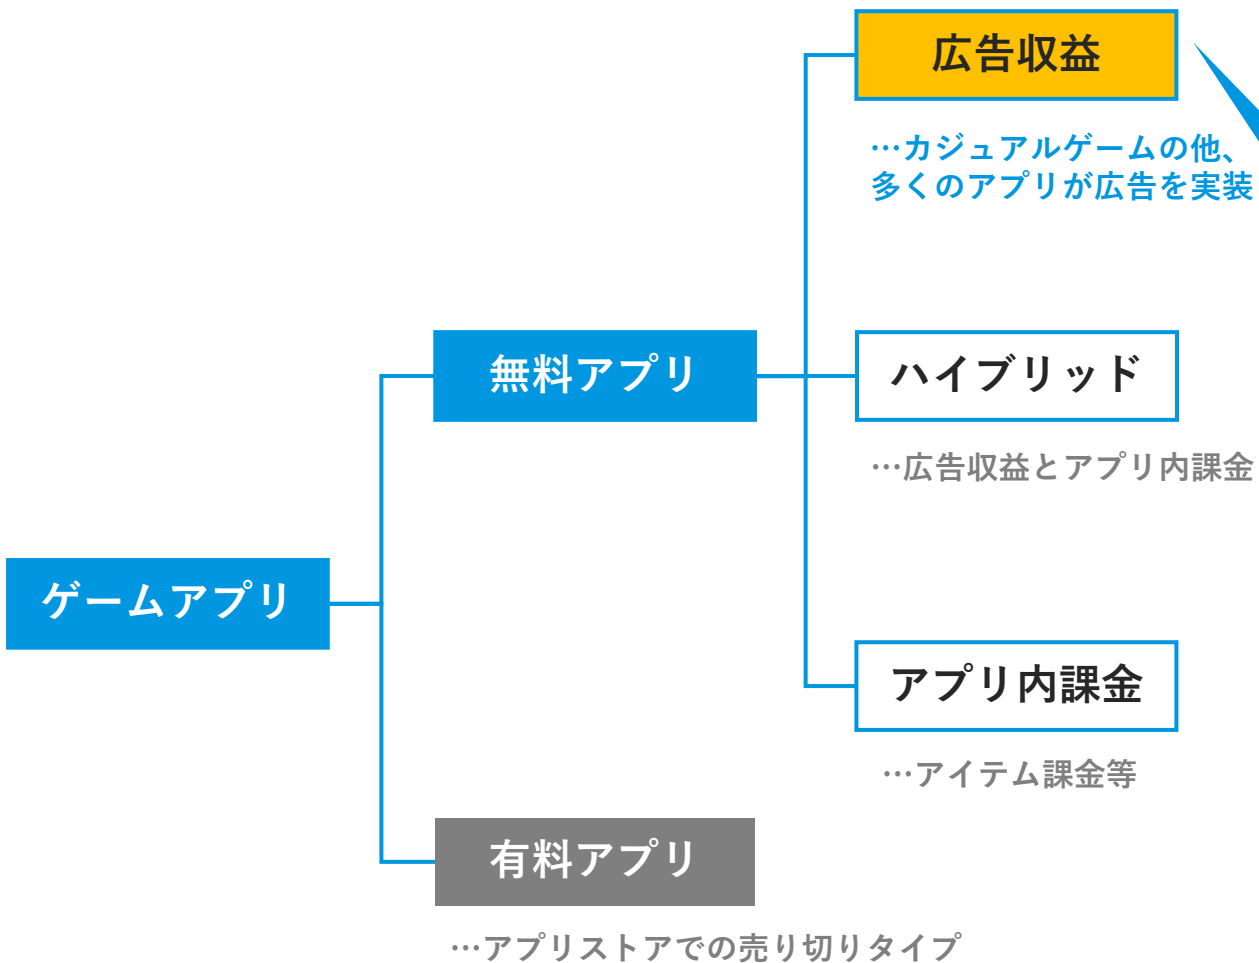 広告収益
…カジュアルゲームの他、
多くのアプリが広告を実装
無料アプリ
ハイブリッド
…広告収益とアプリ内課金
ゲームアプリ
アプリ内課金
…アイテム課金等
有料アプリ
…アプリストアでの売り切りタイプ